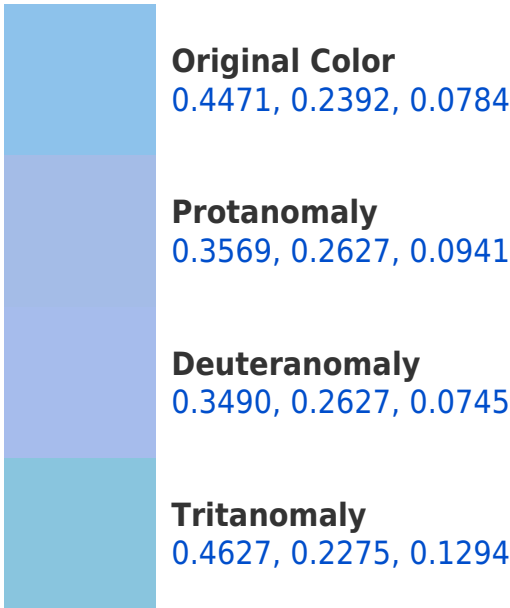 Original Color
0.4471, 0.2392, 0.0784
Protanomaly
0.3569, 0.2627, 0.0941
Deuteranomaly
0.3490, 0.2627, 0.0745
Tritanomaly
0.4627, 0.2275, 0.1294